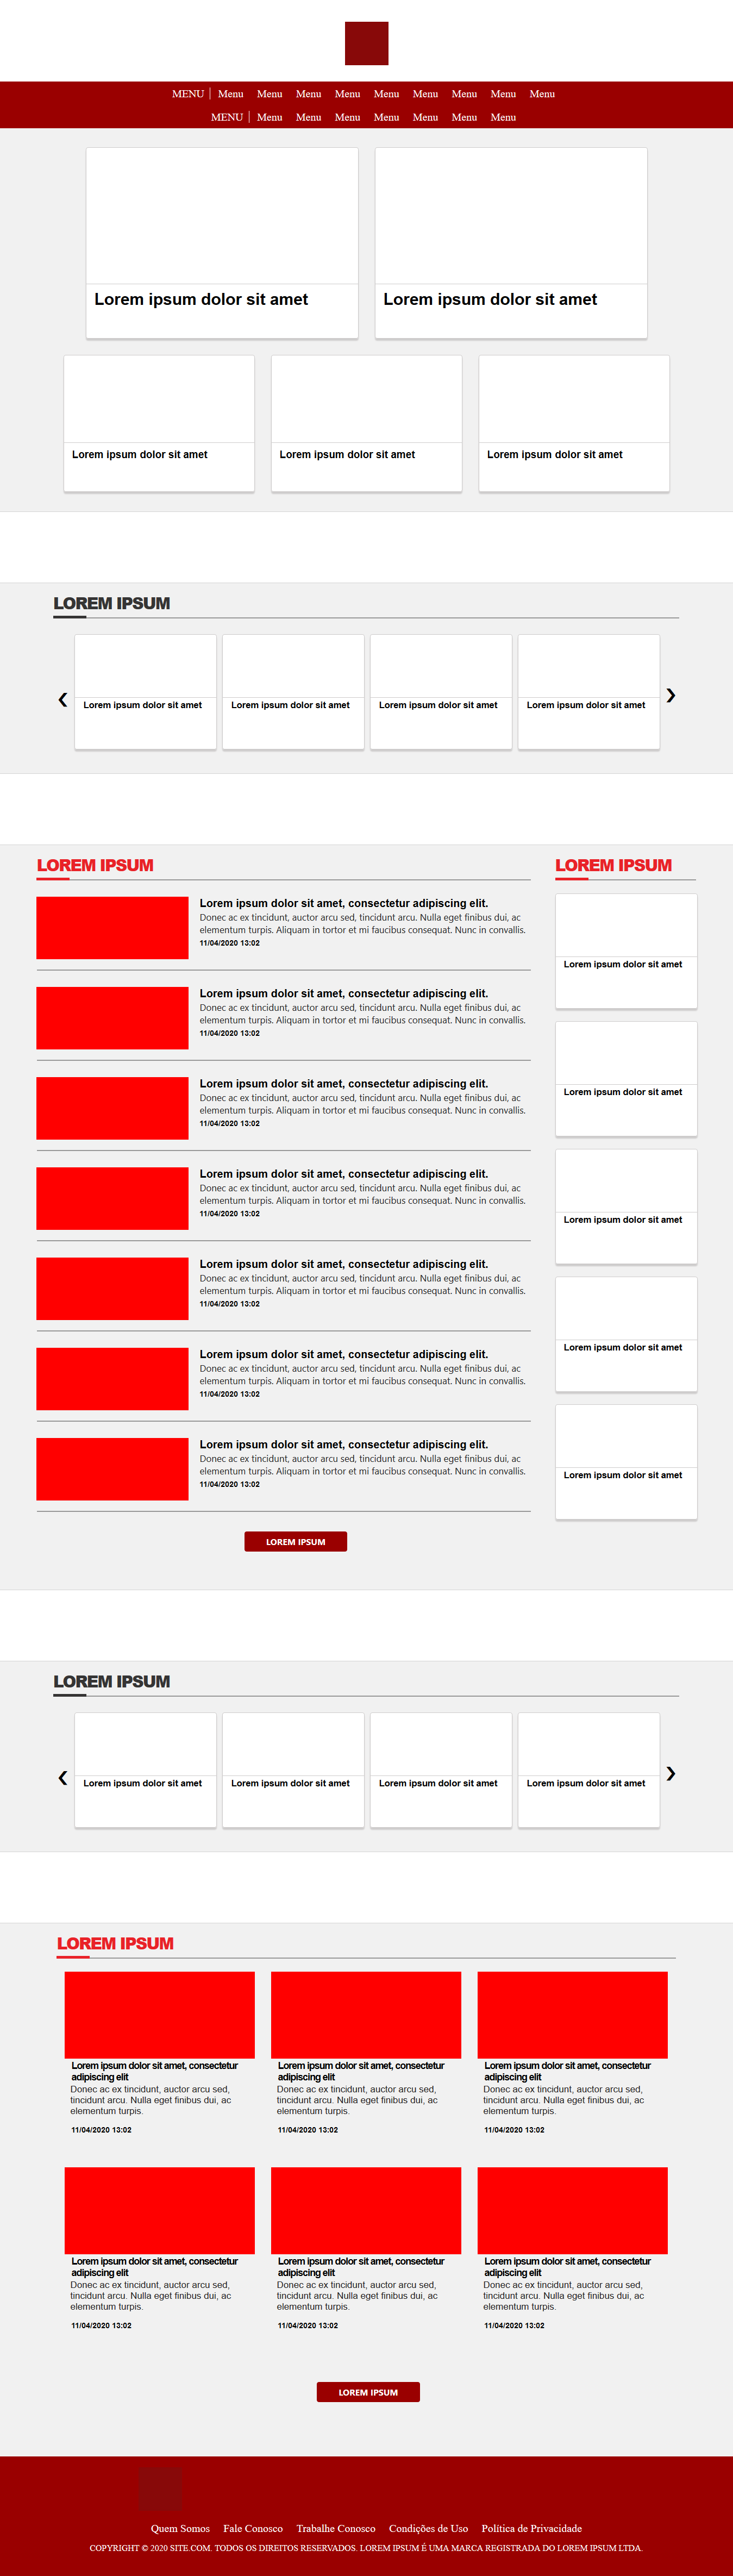 MENU Menu Menu Menu Menu Menu Menu Menu Menu Menu
MENU Menu Menu Menu Menu Menu Menu Menu
Lorem ipsum dolor sit amet
Lorem ipsum dolor sit amet
Lorem ipsum dolor sit amet
Lorem ipsum dolor sit amet
Lorem ipsum dolor sit amet
LOREM IPSUM
Lorem ipsum dolor sit amet
Lorem ipsum dolor sit amet
Lorem ipsum dolor sit amet
Lorem ipsum dolor sit amet
LOREM IPSUM
Lorem ipsum dolor sit amet, consectetur adipiscing elit.
Donec ac ex tincidunt, auctor arcu sed, tincidunt arcu. Nulla eget finibus dui, ac
elementum turpis. Aliquam in tortor et mi faucibus consequat. Nunc in convallis.
11/04/2020 13:02
Lorem ipsum dolor sit amet, consectetur adipiscing elit.
Donec ac ex tincidunt, auctor arcu sed, tincidunt arcu. Nulla eget finibus dui, ac
elementum turpis. Aliquam in tortor et mi faucibus consequat. Nunc in convallis.
11/04/2020 13:02
Lorem ipsum dolor sit amet, consectetur adipiscing elit.
Donec ac ex tincidunt, auctor arcu sed, tincidunt arcu. Nulla eget finibus dui, ac
elementum turpis. Aliquam in tortor et mi faucibus consequat. Nunc in convallis.
11/04/2020 13:02
Lorem ipsum dolor sit amet, consectetur adipiscing elit.
Donec ac ex tincidunt, auctor arcu sed, tincidunt arcu. Nulla eget finibus dui, ac
elementum turpis. Aliquam in tortor et mi faucibus consequat. Nunc in convallis.
11/04/2020 13:02
Lorem ipsum dolor sit amet, consectetur adipiscing elit.
Donec ac ex tincidunt, auctor arcu sed, tincidunt arcu. Nulla eget finibus dui, ac
elementum turpis. Aliquam in tortor et mi faucibus consequat. Nunc in convallis.
11/04/2020 13:02
Lorem ipsum dolor sit amet, consectetur adipiscing elit.
Donec ac ex tincidunt, auctor arcu sed, tincidunt arcu. Nulla eget finibus dui, ac
elementum turpis. Aliquam in tortor et mi faucibus consequat. Nunc in convallis.
11/04/2020 13:02
Lorem ipsum dolor sit amet, consectetur adipiscing elit.
Donec ac ex tincidunt, auctor arcu sed, tincidunt arcu. Nulla eget finibus dui, ac
elementum turpis. Aliquam in tortor et mi faucibus consequat. Nunc in convallis.
11/04/2020 13:02
LOREM IPSUM
LOREM IPSUM
Lorem ipsum dolor sit amet
Lorem ipsum dolor sit amet
Lorem ipsum dolor sit amet
Lorem ipsum dolor sit amet
Lorem ipsum dolor sit amet
LOREM IPSUM
Lorem ipsum dolor sit amet
Lorem ipsum dolor sit amet
Lorem ipsum dolor sit amet
Lorem ipsum dolor sit amet
LOREM IPSUM
Lorem ipsum dolor sit amet, consectetur
adipiscing elit
Donec ac ex tincidunt, auctor arcu sed,
tincidunt arcu. Nulla eget finibus dui, ac
elementum turpis.
11/04/2020 13:02
Lorem ipsum dolor sit amet, consectetur
adipiscing elit
Donec ac ex tincidunt, auctor arcu sed,
tincidunt arcu. Nulla eget finibus dui, ac
elementum turpis.
11/04/2020 13:02
Lorem ipsum dolor sit amet, consectetur
adipiscing elit
Donec ac ex tincidunt, auctor arcu sed,
tincidunt arcu. Nulla eget finibus dui, ac
elementum turpis.
11/04/2020 13:02
Lorem ipsum dolor sit amet, consectetur
adipiscing elit
Donec ac ex tincidunt, auctor arcu sed,
tincidunt arcu. Nulla eget finibus dui, ac
elementum turpis.
11/04/2020 13:02
Lorem ipsum dolor sit amet, consectetur
adipiscing elit
Donec ac ex tincidunt, auctor arcu sed,
tincidunt arcu. Nulla eget finibus dui, ac
elementum turpis.
11/04/2020 13:02
Lorem ipsum dolor sit amet, consectetur
adipiscing elit
Donec ac ex tincidunt, auctor arcu sed,
tincidunt arcu. Nulla eget finibus dui, ac
elementum turpis.
11/04/2020 13:02
LOREM IPSUM
Quem Somos Fale Conosco Trabalhe Conosco Condições de Uso Política de Privacidade
COPYRIGHT © 2020 SITE.COM. TODOS OS DIREITOS RESERVADOS. LOREM IPSUM É UMA MARCA REGISTRADA DO LOREM IPSUM LTDA.